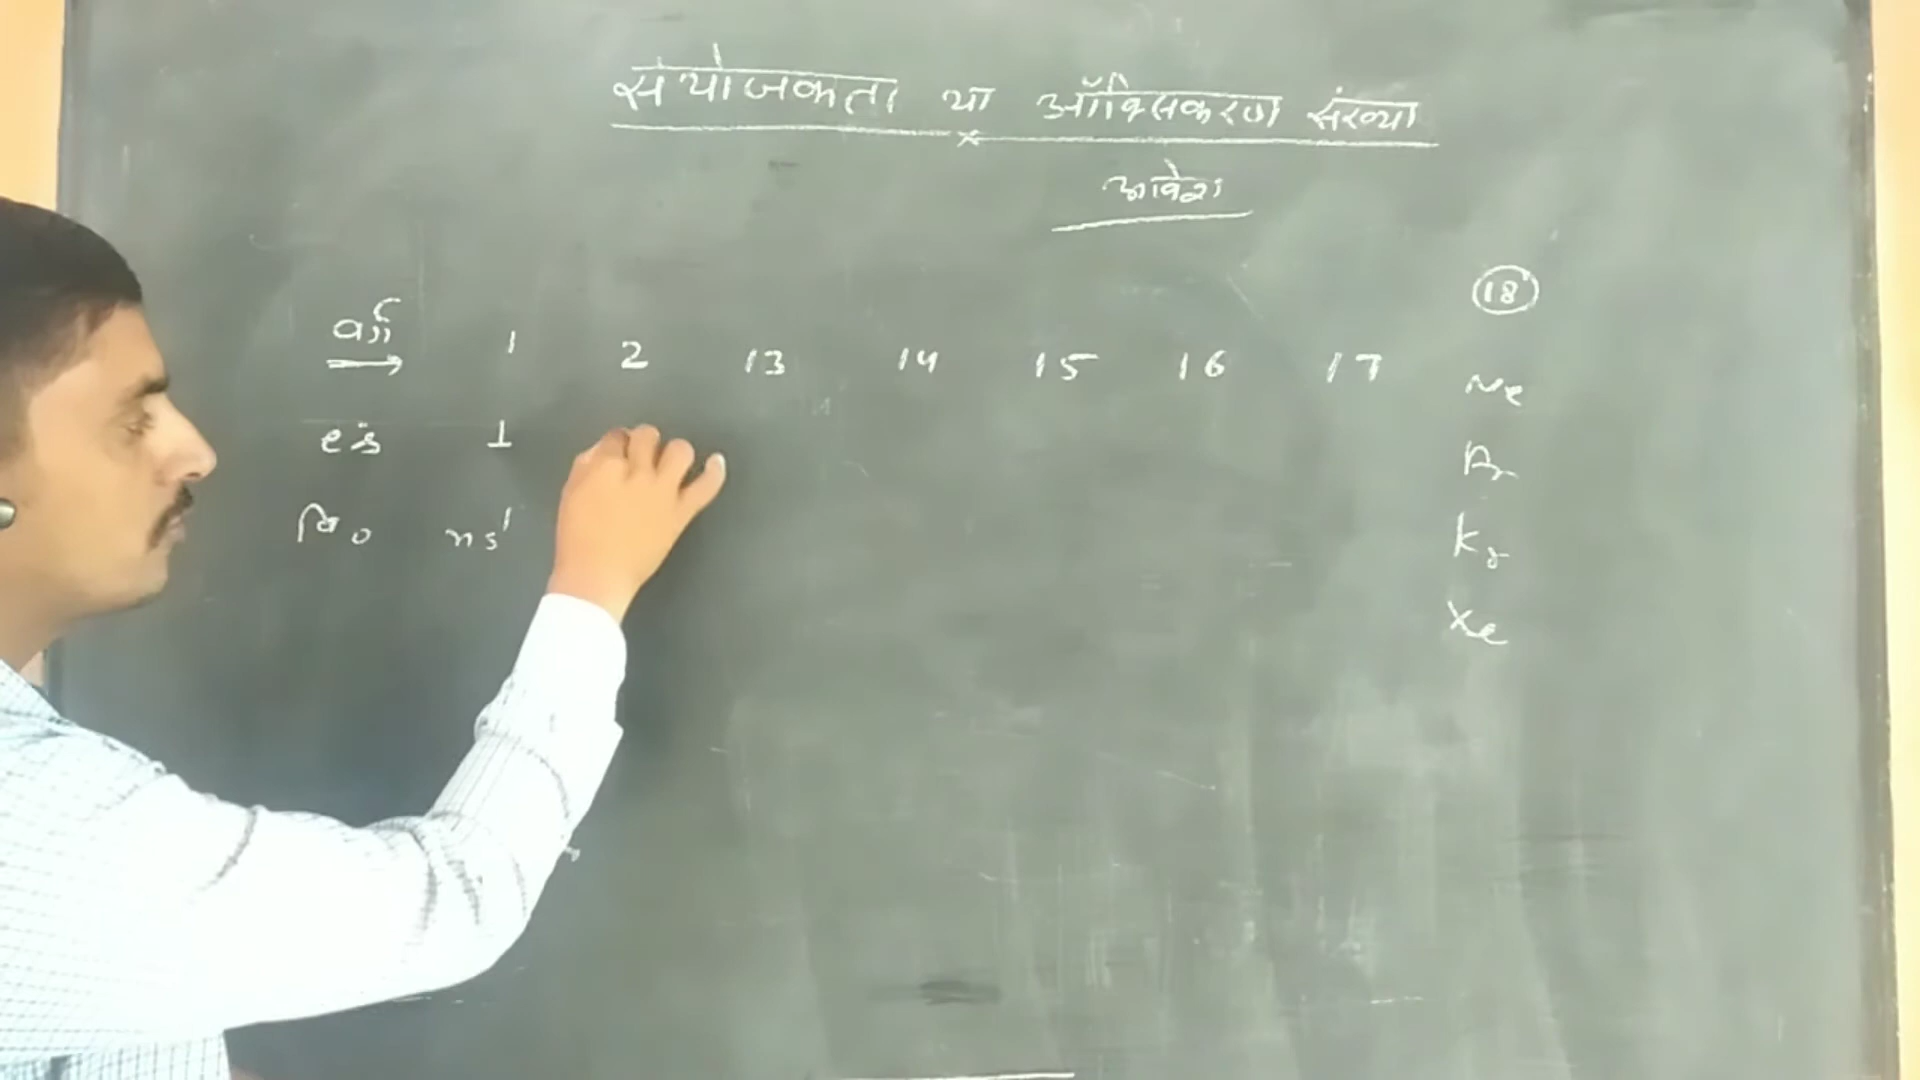 संयोजकता या ऑक्सिकरण संख्या
आवेश
वर्ग 1 2 13 14 15 16 17 18
e's 1
वि० ns¹
Ne
Ar
Kr
Xe